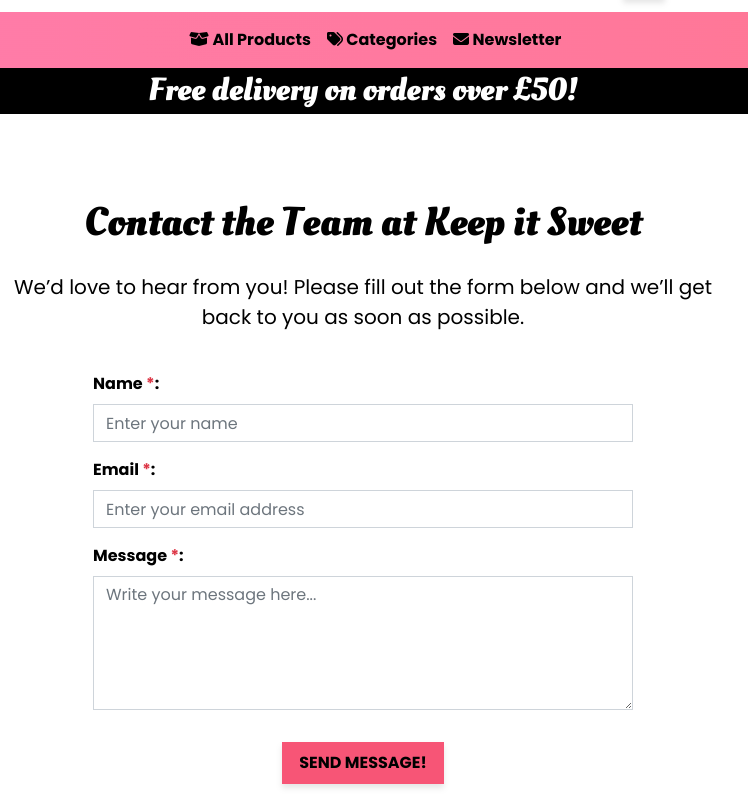 All Products Categories Newsletter
Free delivery on orders over £50!
Contact the Team at Keep it Sweet
We’d love to hear from you! Please fill out the form below and we’ll get
back to you as soon as possible.
Name *:
Enter your name
Email *:
Enter your email address
Message *:
Write your message here...
SEND MESSAGE!